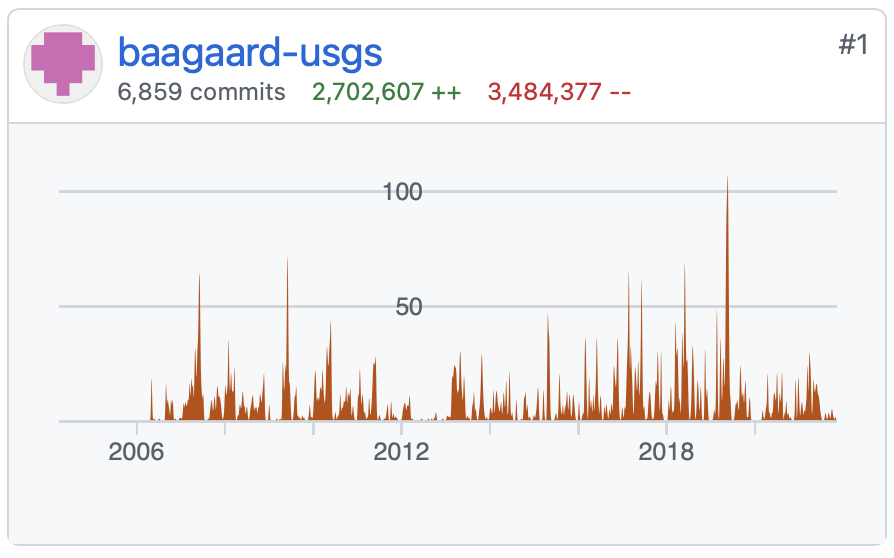 baagaard-usgs
#1
6,859 commits 2,702,607 ++ 3,484,377 --
100
50
2006 2012 2018